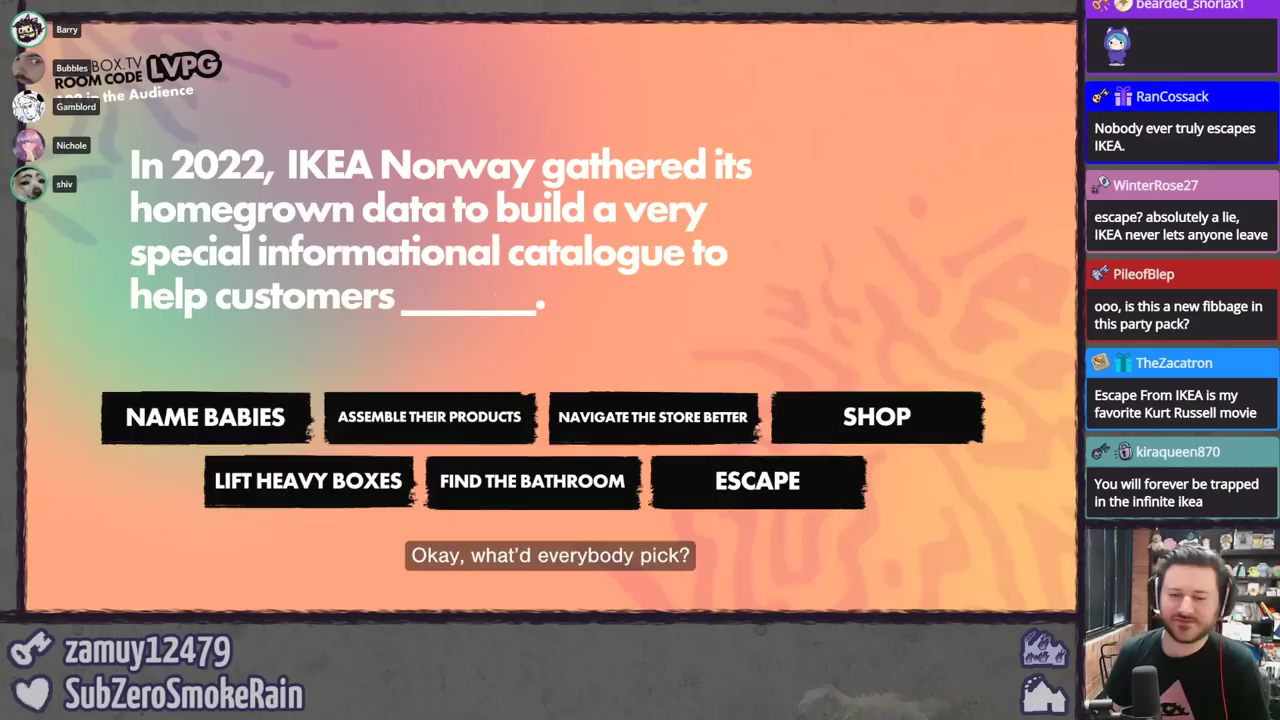 Barry
Bubbles
BOX.TV
ROOM CODE LVPG
in the Audience
Gamblord
Nichole
shiv
In 2022, IKEA Norway gathered its
homegrown data to build a very
special informational catalogue to
help customers ________.
NAME BABIES
ASSEMBLE THEIR PRODUCTS
NAVIGATE THE STORE BETTER
SHOP
LIFT HEAVY BOXES
FIND THE BATHROOM
ESCAPE
Okay, what'd everybody pick?
zamuy12479
SubZeroSmokeRain
bearded_snorlax1
RanCossack
Nobody ever truly escapes
IKEA.
WinterRose27
escape? absolutely a lie,
IKEA never lets anyone leave
PileofBlep
ooo, is this a new fibbage in
this party pack?
TheZacatron
Escape From IKEA is my
favorite Kurt Russell movie
kiraqueen870
You will forever be trapped
in the infinite ikea